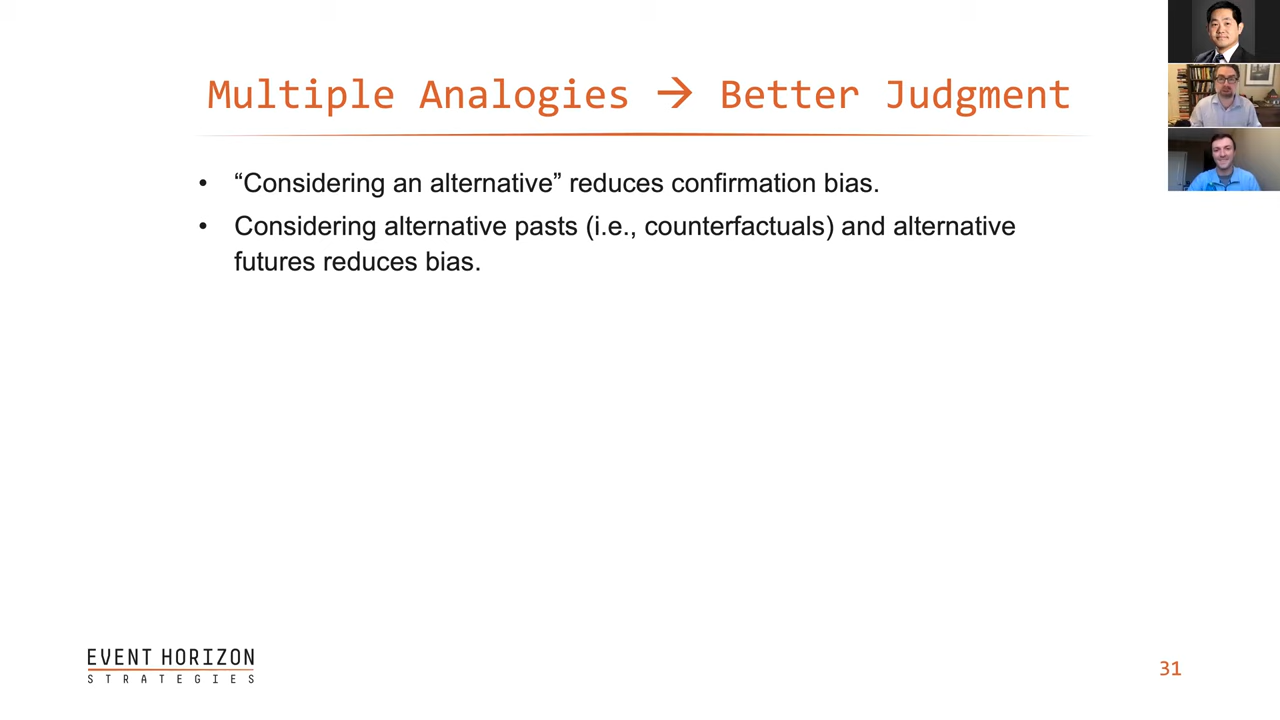 Multiple Analogies → Better Judgment
• “Considering an alternative” reduces confirmation bias.
• Considering alternative pasts (i.e., counterfactuals) and alternative
futures reduces bias.
EVENT HORIZON
STRATEGIES
31